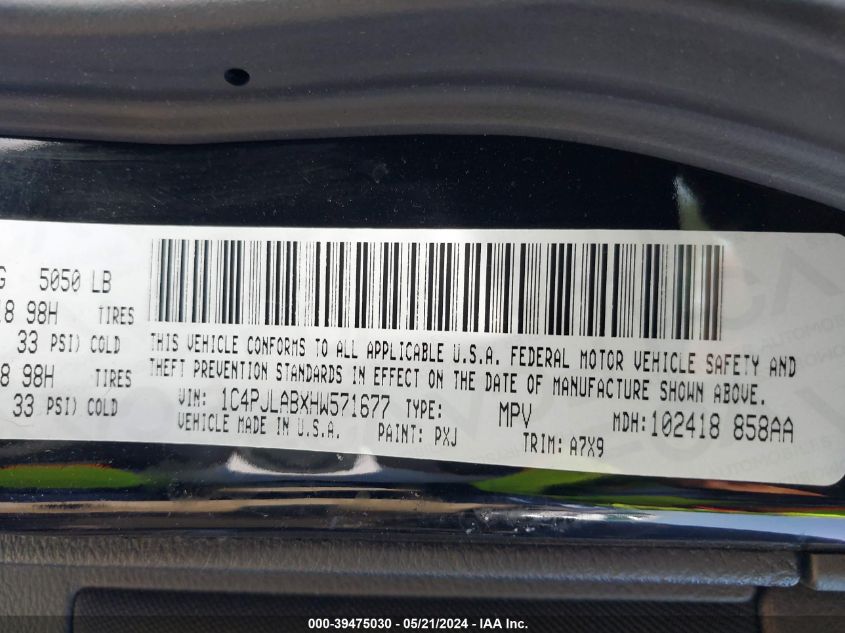 G 5050 LB
18 98H TIRES
33 PSI) COLD
8 98H TIRES
33 PSI) COLD
THIS VEHICLE CONFORMS TO ALL APPLICABLE U.S.A. FEDERAL MOTOR VEHICLE SAFETY AND
THEFT PREVENTION STANDARDS IN EFFECT ON THE DATE OF MANUFACTURE SHOWN ABOVE.
VIN: 1C4PJLABXHW571677 TYPE: MPV MDH:102418 858AA
VEHICLE MADE IN U.S.A. PAINT: PXJ TRIM: A7X9
000-39475030 - 05/21/2024 - IAA Inc.